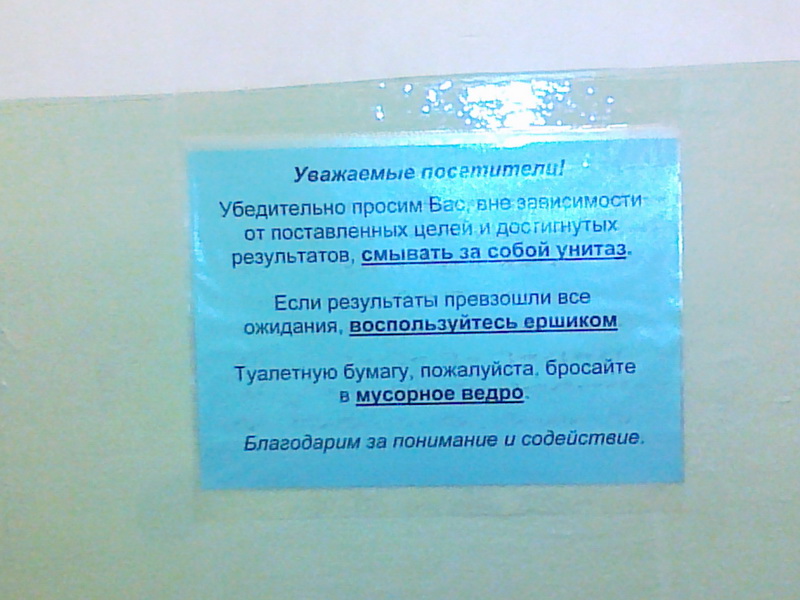 Уважаемые посетители!
Убедительно просим Вас, вне зависимости
от поставленных целей и достигнутых
результатов, смывать за собой унитаз.
Если результаты превзошли все
ожидания, воспользуйтесь ершиком
Туалетную бумагу, пожалуйста, бросайте
в мусорное ведро.
Благодарим за понимание и содействие.